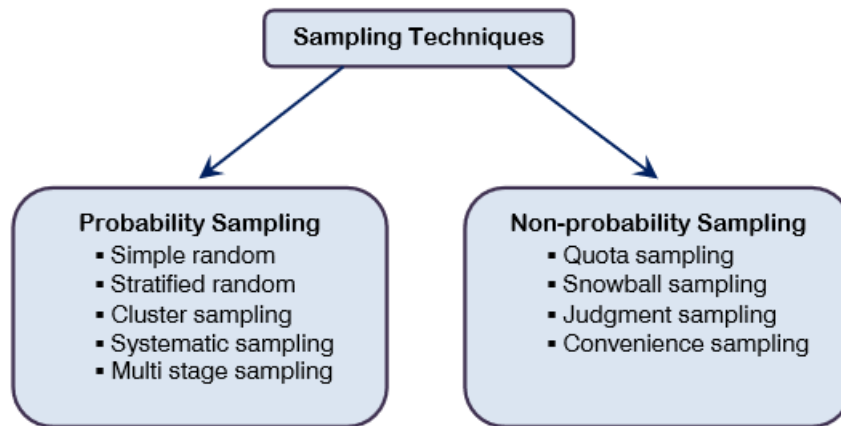 Sampling Techniques
Probability Sampling
▪ Simple random
▪ Stratified random
▪ Cluster sampling
▪ Systematic sampling
▪ Multi stage sampling
Non-probability Sampling
▪ Quota sampling
▪ Snowball sampling
▪ Judgment sampling
▪ Convenience sampling